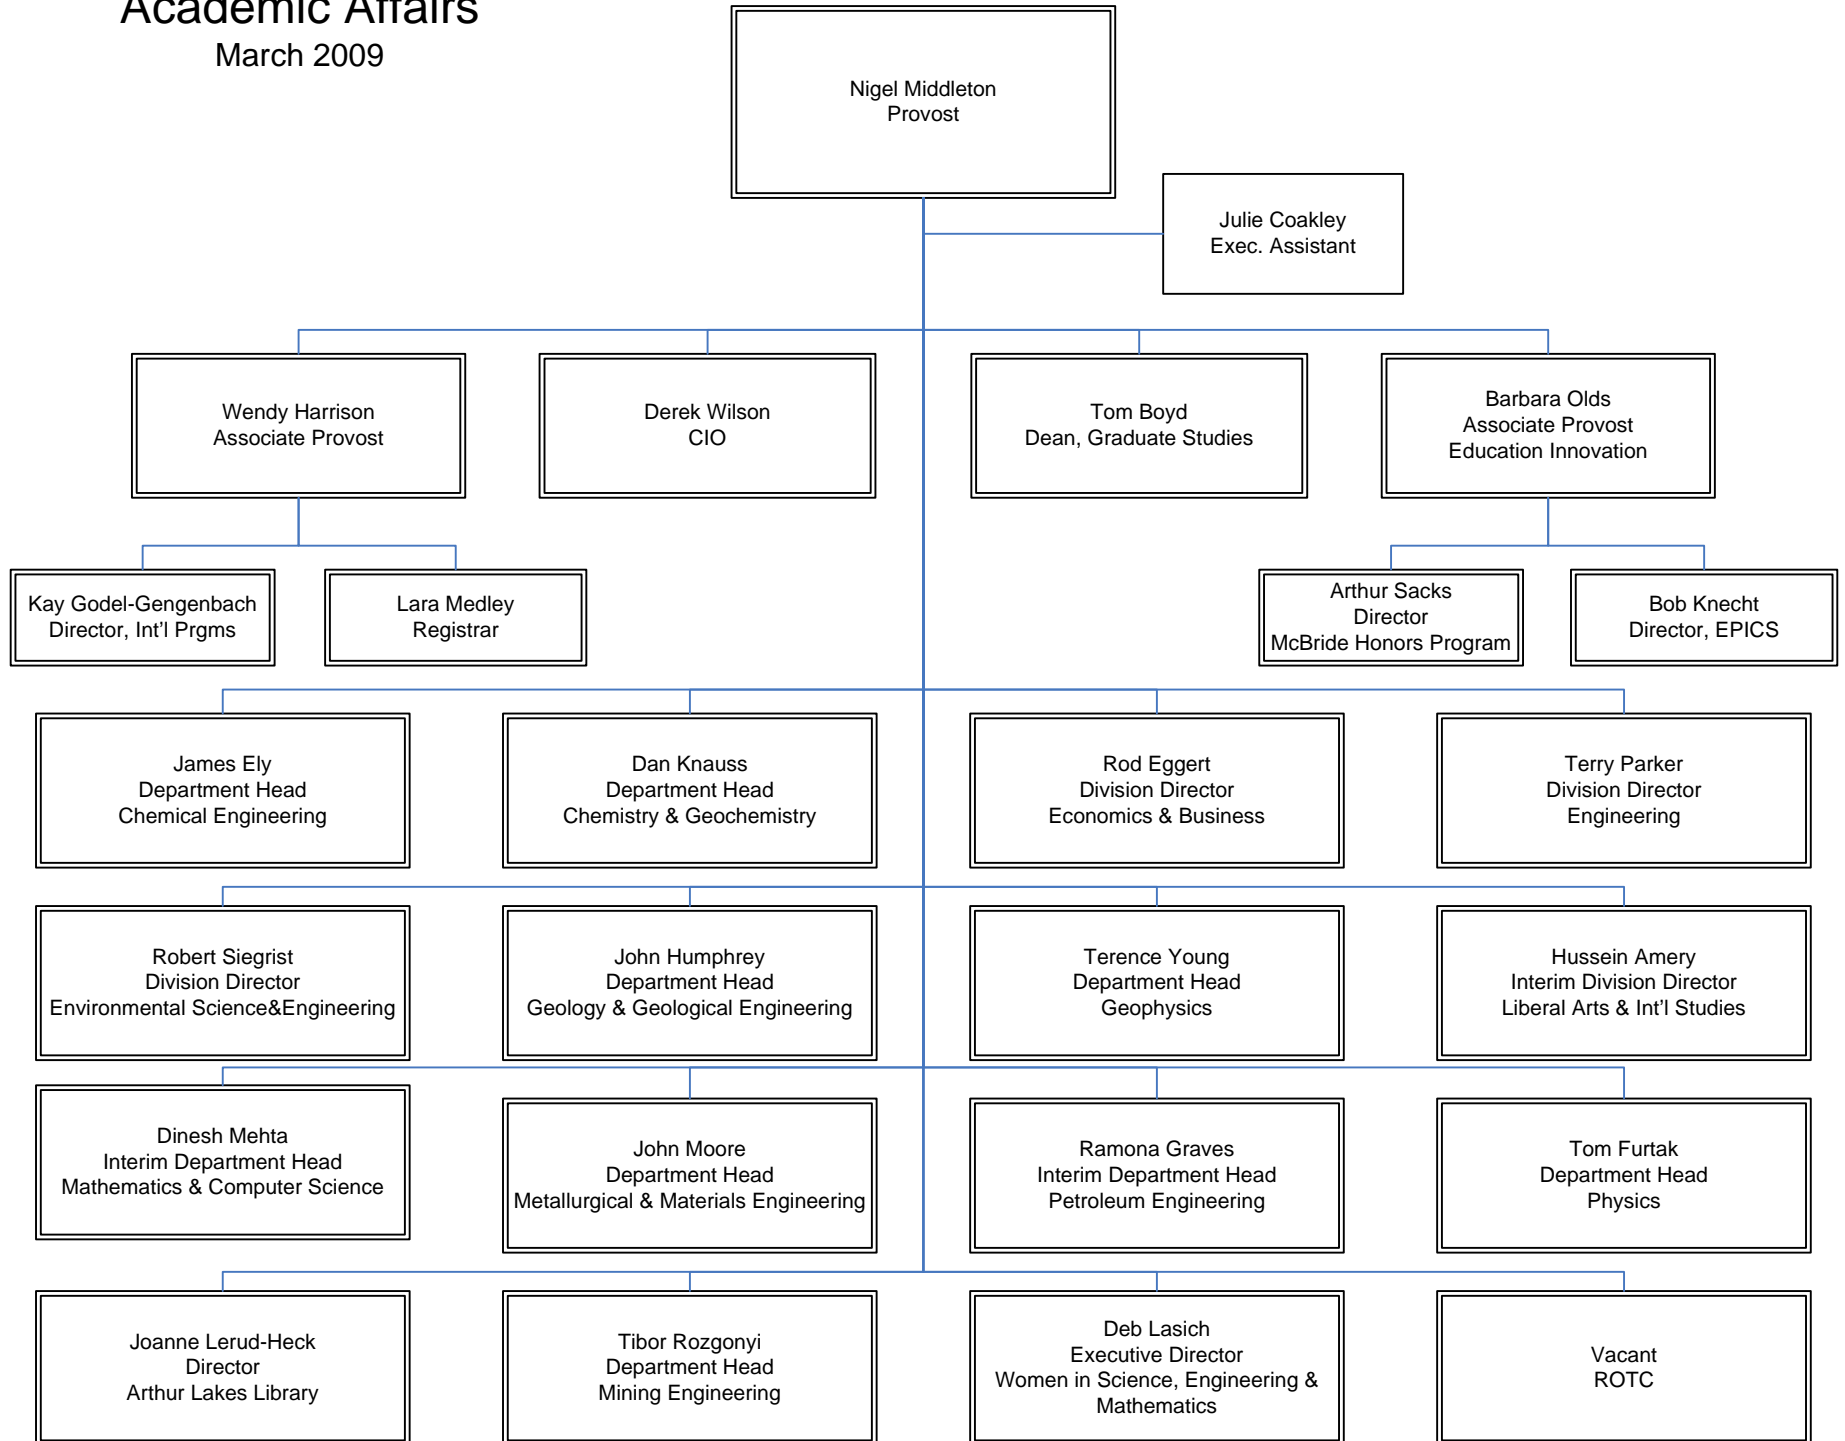 Academic Affairs
March 2009
Nigel Middleton
Provost
Julie Coakley
Exec. Assistant
Wendy Harrison
Associate Provost
Derek Wilson
CIO
Tom Boyd
Dean, Graduate Studies
Barbara Olds
Associate Provost
Education Innovation
Kay Godel-Gengenbach
Director, Int'l Prgms
Lara Medley
Registrar
Arthur Sacks
Director
McBride Honors Program
Bob Knecht
Director, EPICS
James Ely
Department Head
Chemical Engineering
Dan Knauss
Department Head
Chemistry & Geochemistry
Rod Eggert
Division Director
Economics & Business
Terry Parker
Division Director
Engineering
Robert Siegrist
Division Director
Environmental Science&Engineering
John Humphrey
Department Head
Geology & Geological Engineering
Terence Young
Department Head
Geophysics
Hussein Amery
Interim Division Director
Liberal Arts & Int'l Studies
Dinesh Mehta
Interim Department Head
Mathematics & Computer Science
John Moore
Department Head
Metallurgical & Materials Engineering
Ramona Graves
Interim Department Head
Petroleum Engineering
Tom Furtak
Department Head
Physics
Joanne Lerud-Heck
Director
Arthur Lakes Library
Tibor Rozgonyi
Department Head
Mining Engineering
Deb Lasich
Executive Director
Women in Science, Engineering &
Mathematics
Vacant
ROTC